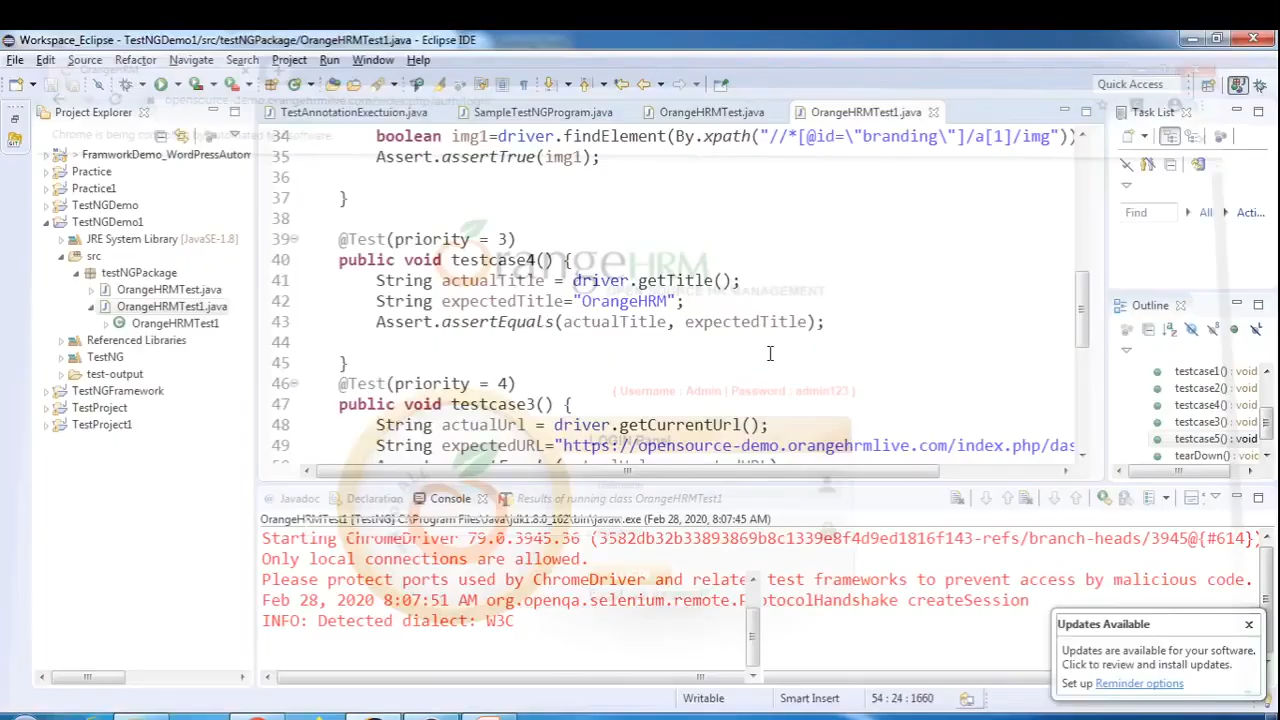 Workspace_Eclipse - TestNGDemo1/src/testNGPackage/OrangeHRMTest1.java - Eclipse IDE
File Edit Source Refactor Navigate Search Project Run Window Help
Quick Access
Project Explorer
TestAnnotationExectuion.java
SampleTestNGProgram.java
OrangeHRMTest.java
OrangeHRMTest1.java
Task List
FramworkDemo_WordPressAutom
Practice
Practice1
TestNGDemo
TestNGDemo1
JRE System Library [JavaSE-1.8]
src
testNGPackage
OrangeHRMTest.java
OrangeHRMTest1.java
OrangeHRMTest1
Referenced Libraries
TestNG
test-output
TestNGFramework
TestProject
TestProject1
34 boolean img1=driver.findElement(By.xpath("//*[@id=\"branding\"]/a[1]/img"))
35 Assert.assertTrue(img1);
36
37 }
38
39 @Test(priority = 3)
40 public void testcase4() {
41 String actualTitle = driver.getTitle();
42 String expectedTitle="OrangeHRM";
43 Assert.assertEquals(actualTitle, expectedTitle);
44
45 }
46 @Test(priority = 4)
47 public void testcase3() {
48 String actualUrl = driver.getCurrentUrl();
49 String expectedURL="https://opensource-demo.orangehrmlive.com/index.php/das
OrangeHRM
( Username : Admin | Password : admin123 )
LOGIN Panel
Find All Acti...
Outline
testcase1() : void
testcase2() : void
testcase4() : void
testcase3() : void
testcase5() : void
tearDown() : void
Javadoc Declaration Console Results of running class OrangeHRMTest1
OrangeHRMTest1 [TestNG] C:\Program Files\Java\jdk1.8.0_162\bin\javaw.exe (Feb 28, 2020 8:07:45 AM)
Starting ChromeDriver 79.0.3945.36 (3582db32b33893869b8c1339e8f4d9ed1816f143-refs/branch-heads/3945@{#614})
Only local connections are allowed.
Please protect ports used by ChromeDriver and related test frameworks to prevent access by malicious code.
Feb 28, 2020 8:07:51 AM org.openqa.selenium.remote.ProtocolHandshake createSession
INFO: Detected dialect: W3C
Updates Available
Updates are available for your software.
Click to review and install updates.
Set up Reminder options
Writable
Smart Insert
54 : 24 : 1660